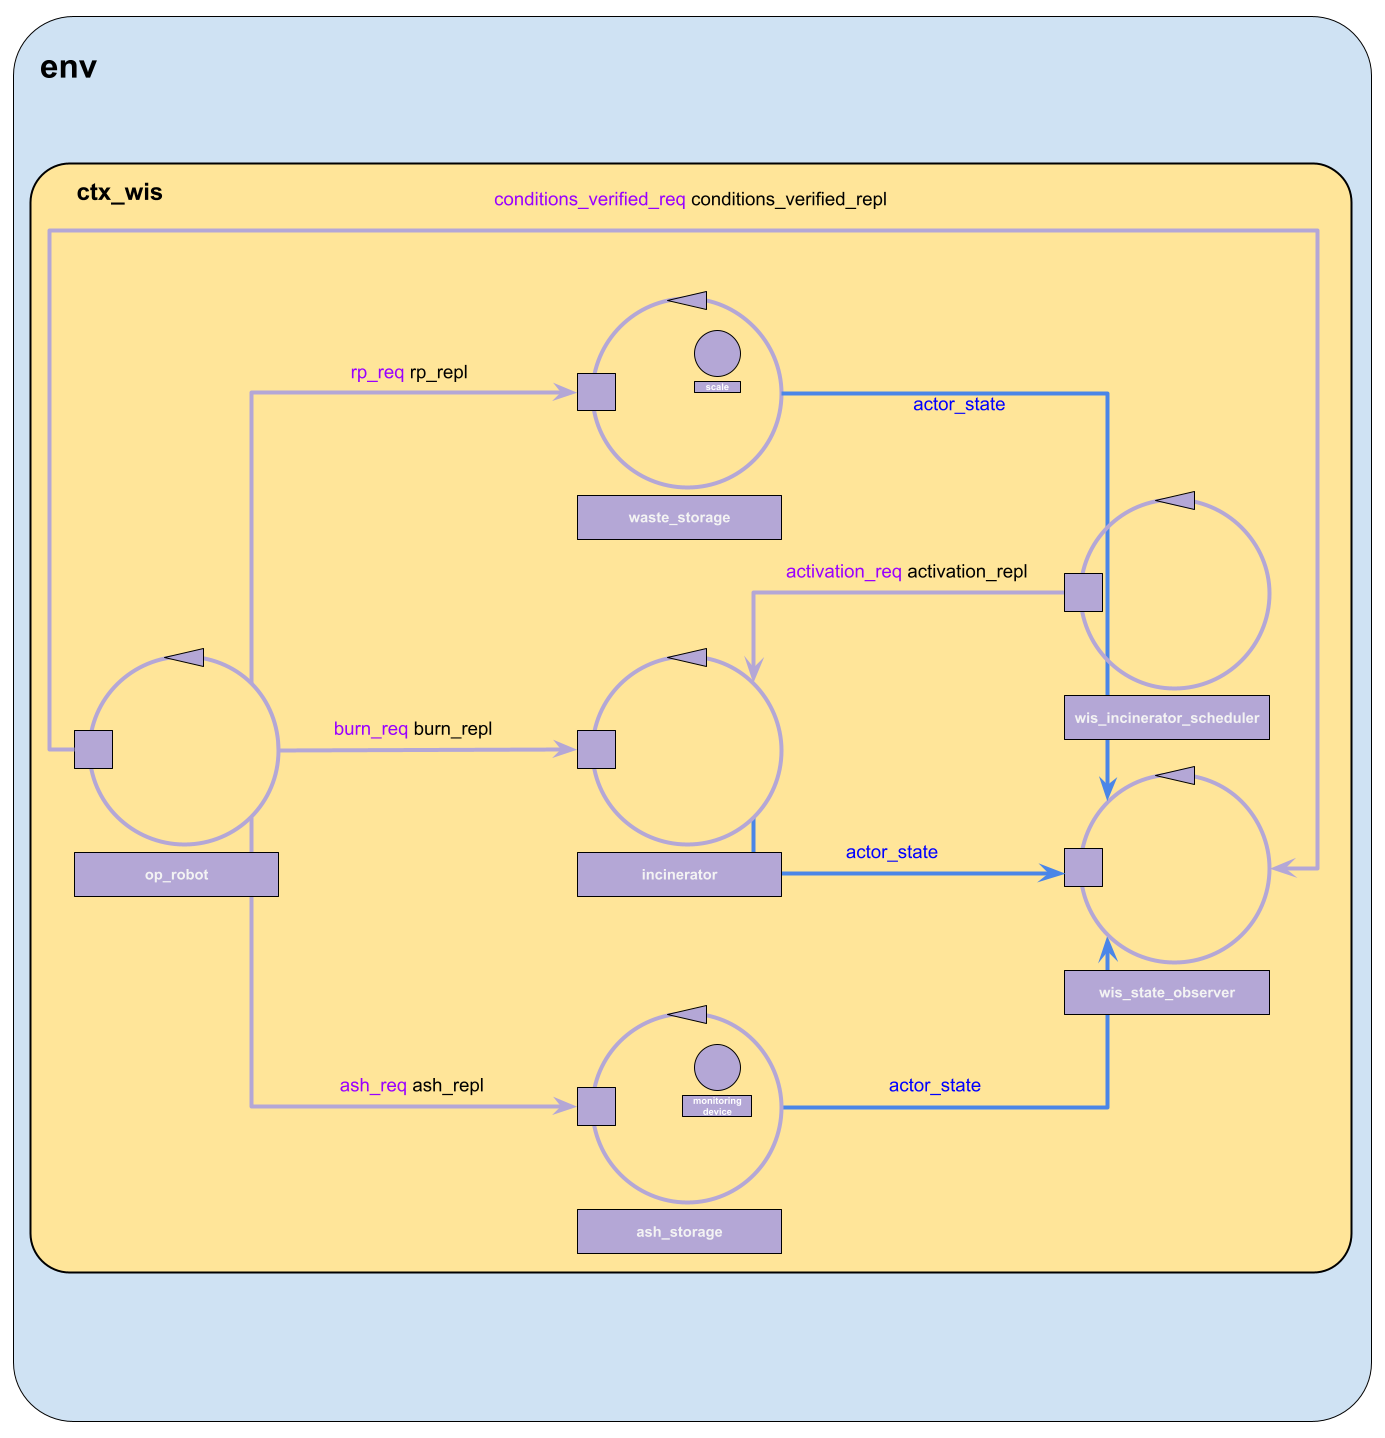 env
ctx_wis
conditions_verified_req conditions_verified_repl
rp_req rp_repl
scale
actor_state
waste_storage
activation_req activation_repl
wis_incinerator_scheduler
burn_req burn_repl
op_robot
incinerator
actor_state
wis_state_observer
ash_req ash_repl
monitoring
device
actor_state
ash_storage